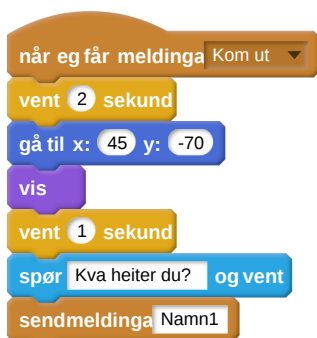 når eg får meldinga Kom ut
vent 2 sekund
gå til x: 45 y: -70
vis
vent 1 sekund
spør Kva heiter du? og vent
sendmeldinga Namn1